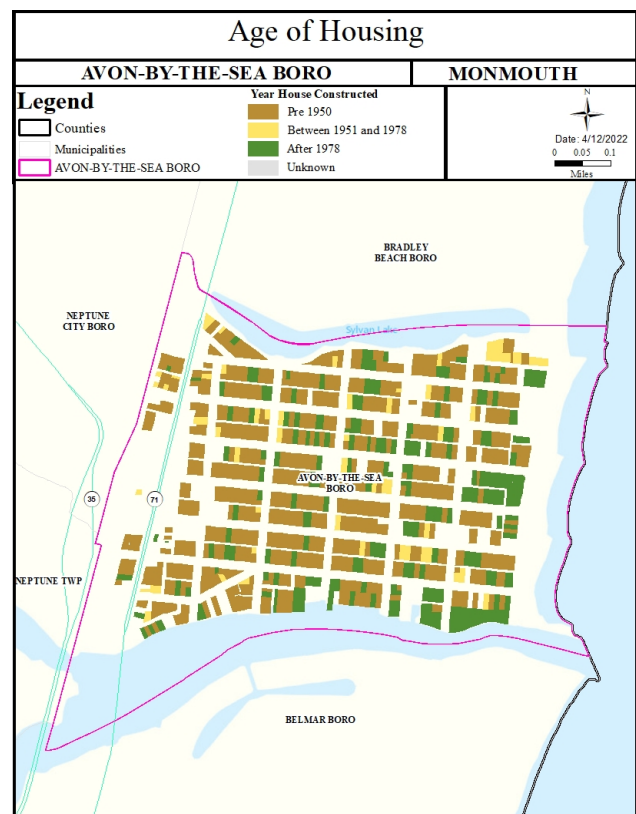 Age of Housing
AVON-BY-THE-SEA BORO
MONMOUTH
Legend
Counties
Municipalities
AVON-BY-THE-SEA BORO
Year House Constructed
Pre 1950
Between 1951 and 1978
After 1978
Unknown
N
Date: 4/12/2022
0 0.05 0.1
Miles
BRADLEY
BEACH BORO
NEPTUNE
CITY BORO
Sylvan Lake
AVON-BY-THE-SEA
BORO
35
71
NEPTUNE TWP
BELMAR BORO